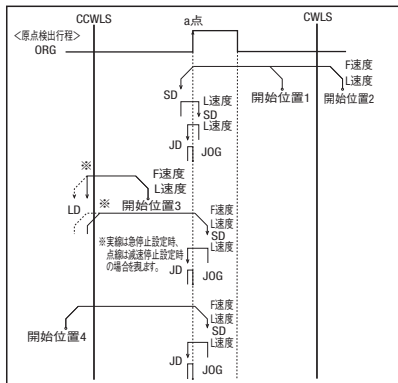 CCWLS
a点
CWLS
<原点検出行程>
ORG
F速度
SD
L速度
L速度
SD
開始位置1
開始位置2
L速度
JD
JOG
※
F速度
L速度
LD
※
開始位置3
F速度
L速度
SD
※実線は急停止設定時、
点線は減速停止設定時
の場合を表します。
L速度
JD
JOG
F速度
L速度
SD
開始位置4
L速度
JD
JOG